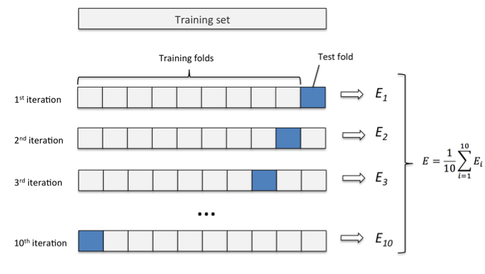 Training set
Training folds
Test fold
1st iteration
E1
2nd iteration
E2
3rd iteration
E3
...
10th iteration
E10
E = 1/10 ∑_{i=1}^{10} E_i